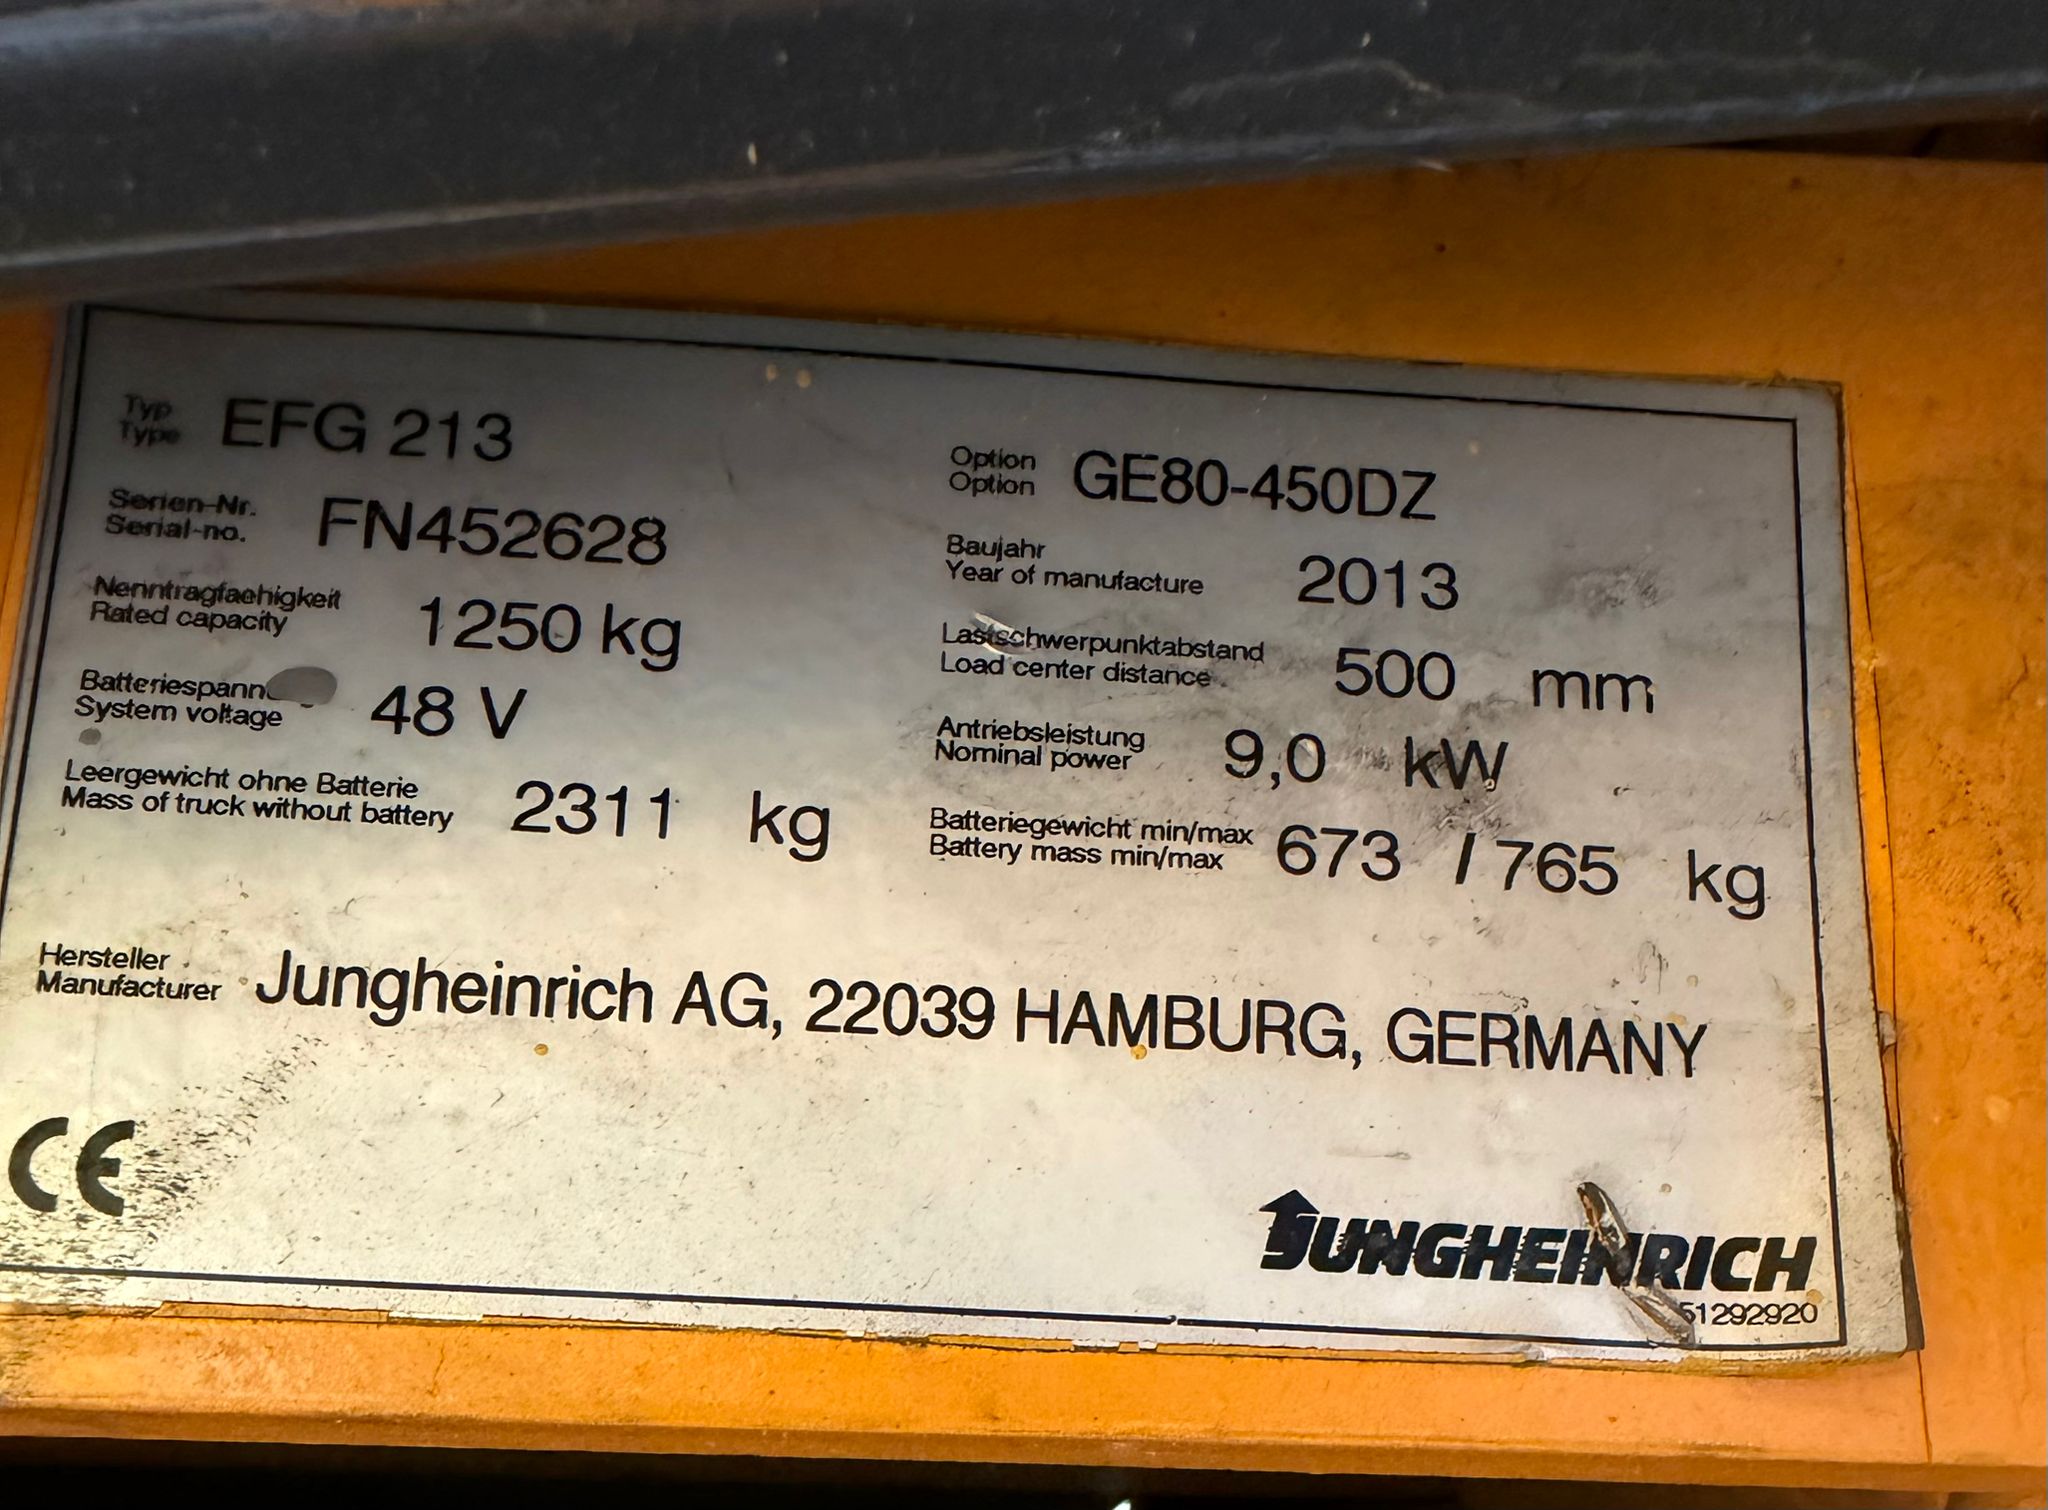 Typ
Type EFG 213
Option
Option GE80-450DZ
Serien-Nr.
Serial-no. FN452628
Baujahr
Year of manufacture 2013
Nenntragfaehigkeit
Rated capacity 1250 kg
Lastschwerpunktabstand
Load center distance 500 mm
Batteriespann
System voltage 48 V
Antriebsleistung
Nominal power 9,0 kW
Leergewicht ohne Batterie
Mass of truck without battery 2311 kg
Batteriegewicht min/max
Battery mass min/max 673 / 765 kg
Hersteller
Manufacturer Jungheinrich AG, 22039 HAMBURG, GERMANY
CE
JUNGHEINRICH
51292920